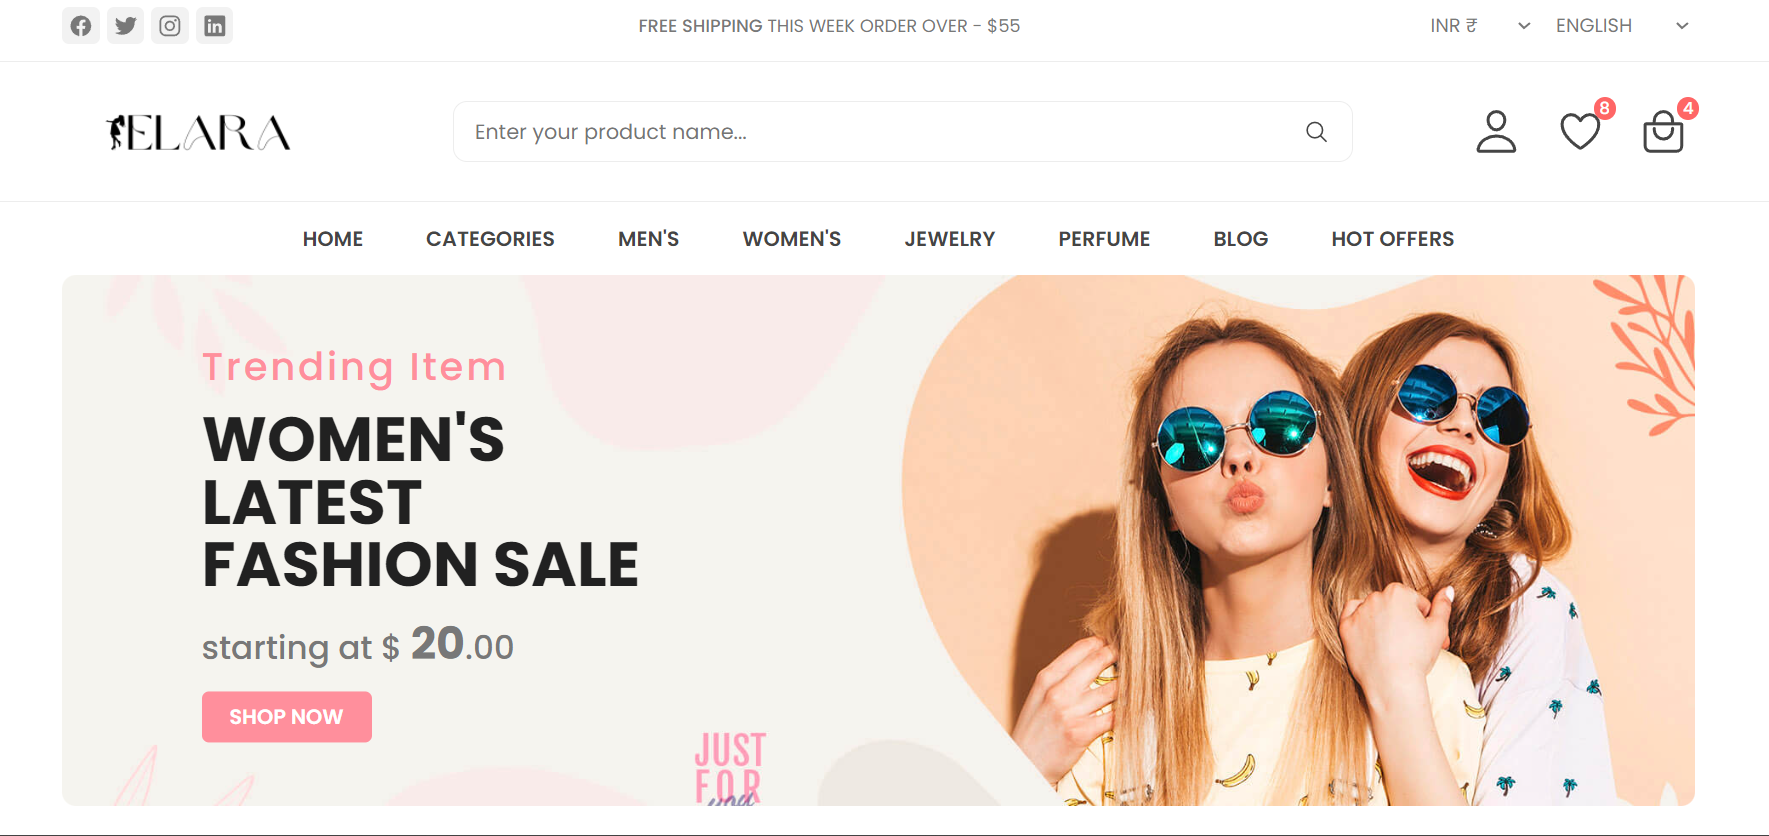 FREE SHIPPING THIS WEEK ORDER OVER - $55
INR ₹
ENGLISH
ELARA
Enter your product name...
8
4
HOME
CATEGORIES
MEN'S
WOMEN'S
JEWELRY
PERFUME
BLOG
HOT OFFERS
Trending Item
WOMEN'S
LATEST
FASHION SALE
starting at $ 20.00
SHOP NOW
JUST
FOR
you